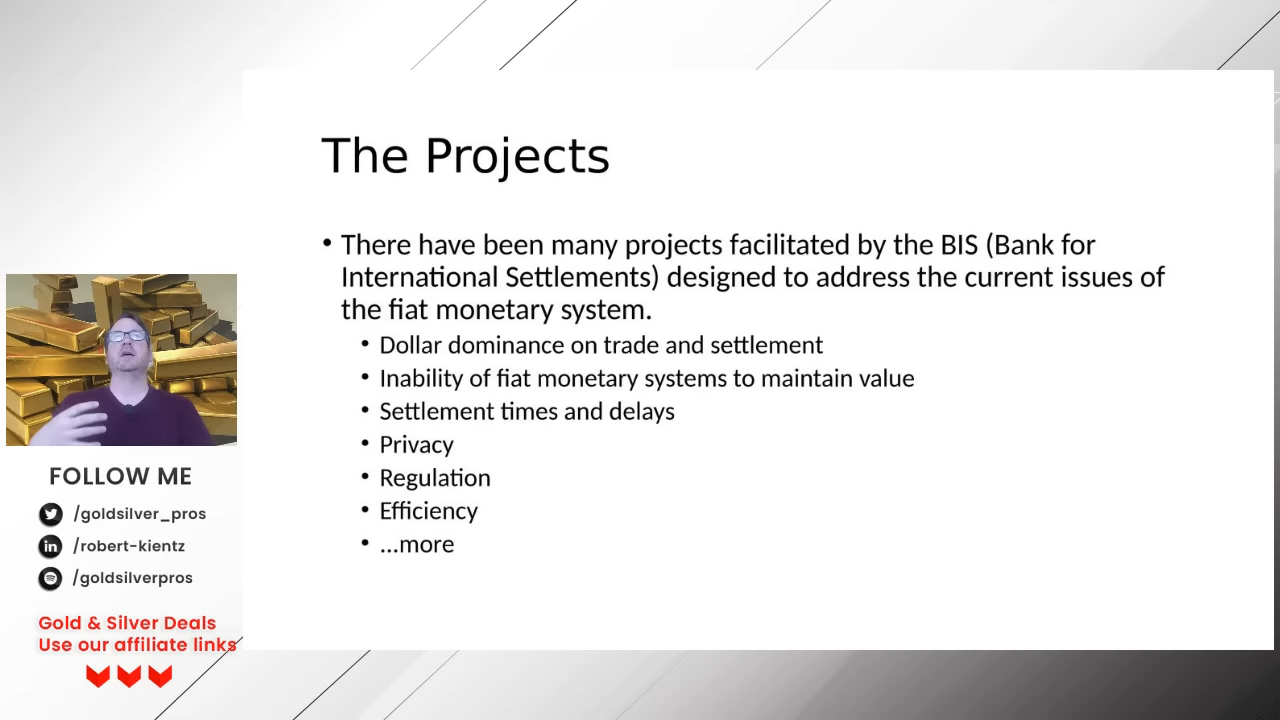 The Projects
• There have been many projects facilitated by the BIS (Bank for
International Settlements) designed to address the current issues of
the fiat monetary system.
• Dollar dominance on trade and settlement
• Inability of fiat monetary systems to maintain value
• Settlement times and delays
• Privacy
• Regulation
• Efficiency
• ...more
FOLLOW ME
/goldsilver_pros
in /robert-kientz
/goldsilverpros
Gold & Silver Deals
Use our affiliate links